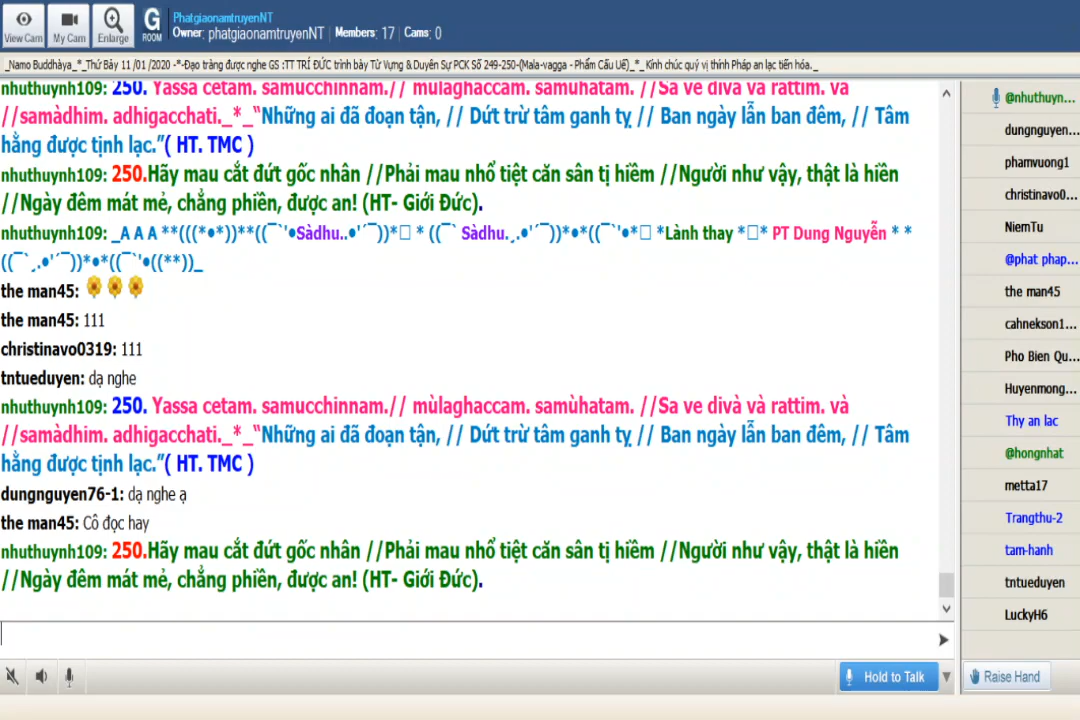 PhatgiaonamtruyenNT
Owner: phatgiaonamtruyenNT | Members: 17 | Cams: 0
View Cam My Cam Enlarge G ROOM
_Namo Buddhàya_*_Thứ Bảy 11 /01 /2020 -*-Đạo tràng được nghe GS :TT TRÍ ĐỨC trình bày Từ Vựng & Duyên Sự PCK Số 249-250-(Mala-vagga - Phẩm Cấu Uế)_*_ Kính chúc quý vị thính Pháp an lạc tiến hóa._
nhuthuynh109: 250. Yassa cetam. samucchinnam.// mùlaghaccam. samùhatam. //Sa ve divà và rattim. và
//samàdhim. adhigacchati._*_“Những ai đã đoạn tận, // Dứt trừ tâm ganh tỵ // Ban ngày lẫn ban đêm, // Tâm
hằng được tịnh lạc.”( HT. TMC )
nhuthuynh109: 250.Hãy mau cắt đứt gốc nhân //Phải mau nhổ tiệt căn sân tị hiềm //Người như vậy, thật là hiền
//Ngày đêm mát mẻ, chẳng phiền, được an! (HT- Giới Đức).
nhuthuynh109: _A A A **(((*•*))**((¯`'•Sàdhu..•'´¯))*□ * ((¯` Sàdhu.¸.•'´¯))*•*((¯`'•*□ *Lành thay *□* PT Dung Nguyễn * *
((¯`¸.•'´¯))*•*((¯`'•((**))_
the man45:
the man45: 111
christinavo0319: 111
tntueduyen: dạ nghe
nhuthuynh109: 250. Yassa cetam. samucchinnam.// mùlaghaccam. samùhatam. //Sa ve divà và rattim. và
//samàdhim. adhigacchati._*_“Những ai đã đoạn tận, // Dứt trừ tâm ganh tỵ // Ban ngày lẫn ban đêm, // Tâm
hằng được tịnh lạc.”( HT. TMC )
dungnguyen76-1: dạ nghe ạ
the man45: Cô đọc hay
nhuthuynh109: 250.Hãy mau cắt đứt gốc nhân //Phải mau nhổ tiệt căn sân tị hiềm //Người như vậy, thật là hiền
//Ngày đêm mát mẻ, chẳng phiền, được an! (HT- Giới Đức).
@nhuthuyn...
dungnguyen...
phamvuong1
christinavo0...
NiemTu
@phat phap...
the man45
cahnekson1...
Pho Bien Qu...
Huyenmong...
Thy an lac
@hongnhat
metta17
Trangthu-2
tam-hanh
tntueduyen
LuckyH6
Hold to Talk
Raise Hand